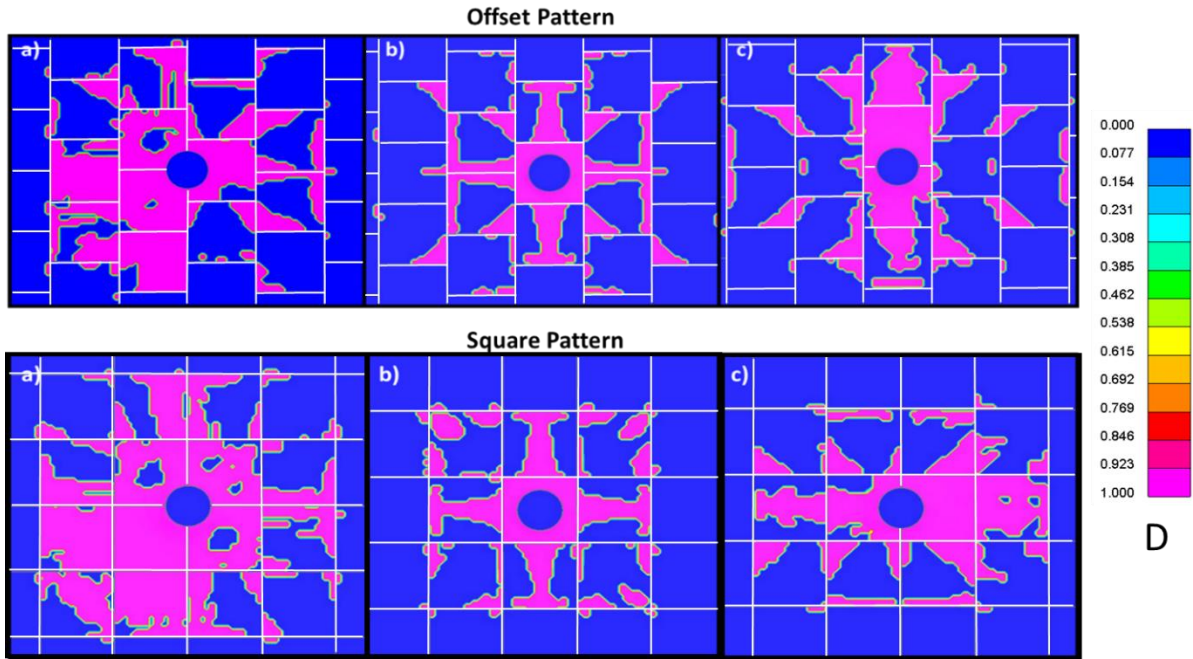 Offset Pattern
a)
b)
c)
Square Pattern
a)
b)
c)
0.000
0.077
0.154
0.231
0.308
0.385
0.462
0.538
0.615
0.692
0.769
0.846
0.923
1.000
D